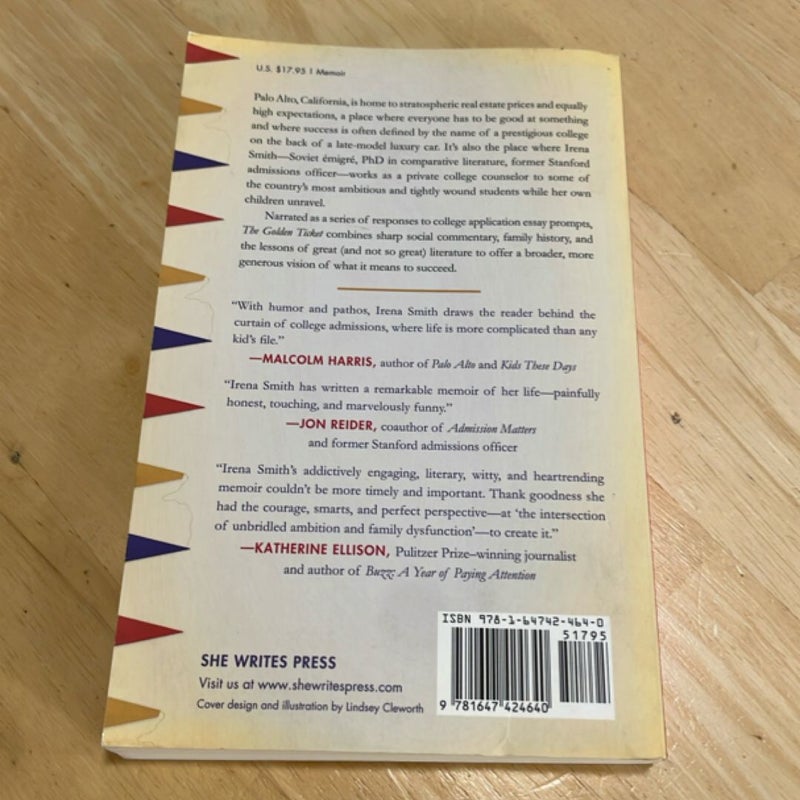 U.S. $17.95 | Memoir
Palo Alto, California, is home to stratospheric real estate prices and equally
high expectations, a place where everyone has to be good at something
and where success is often defined by the name of a prestigious college
on the back of a late-model luxury car. It's also the place where Irena
Smith—Soviet émigré, PhD in comparative literature, former Stanford
admissions officer—works as a private college counselor to some of
the country's most ambitious and tightly wound students while her own
children unravel.
Narrated as a series of responses to college application essay prompts,
The Golden Ticket combines sharp social commentary, family history, and
the lessons of great (and not so great) literature to offer a broader, more
generous vision of what it means to succeed.
"With humor and pathos, Irena Smith draws the reader behind the
curtain of college admissions, where life is more complicated than any
kid's file."
—MALCOLM HARRIS, author of Palo Alto and Kids These Days
"Irena Smith has written a remarkable memoir of her life—painfully
honest, touching, and marvelously funny."
—JON REIDER, coauthor of Admission Matters
and former Stanford admissions officer
"Irena Smith's addictively engaging, literary, witty, and heartrending
memoir couldn't be more timely and important. Thank goodness she
had the courage, smarts, and perfect perspective—at 'the intersection
of unbridled ambition and family dysfunction'—to create it."
—KATHERINE ELLISON, Pulitzer Prize–winning journalist
and author of Buzz: A Year of Paying Attention
ISBN 978-1-64742-464-0
51795
9 781647 424640
SHE WRITES PRESS
Visit us at www.shewritespress.com
Cover design and illustration by Lindsey Cleworth